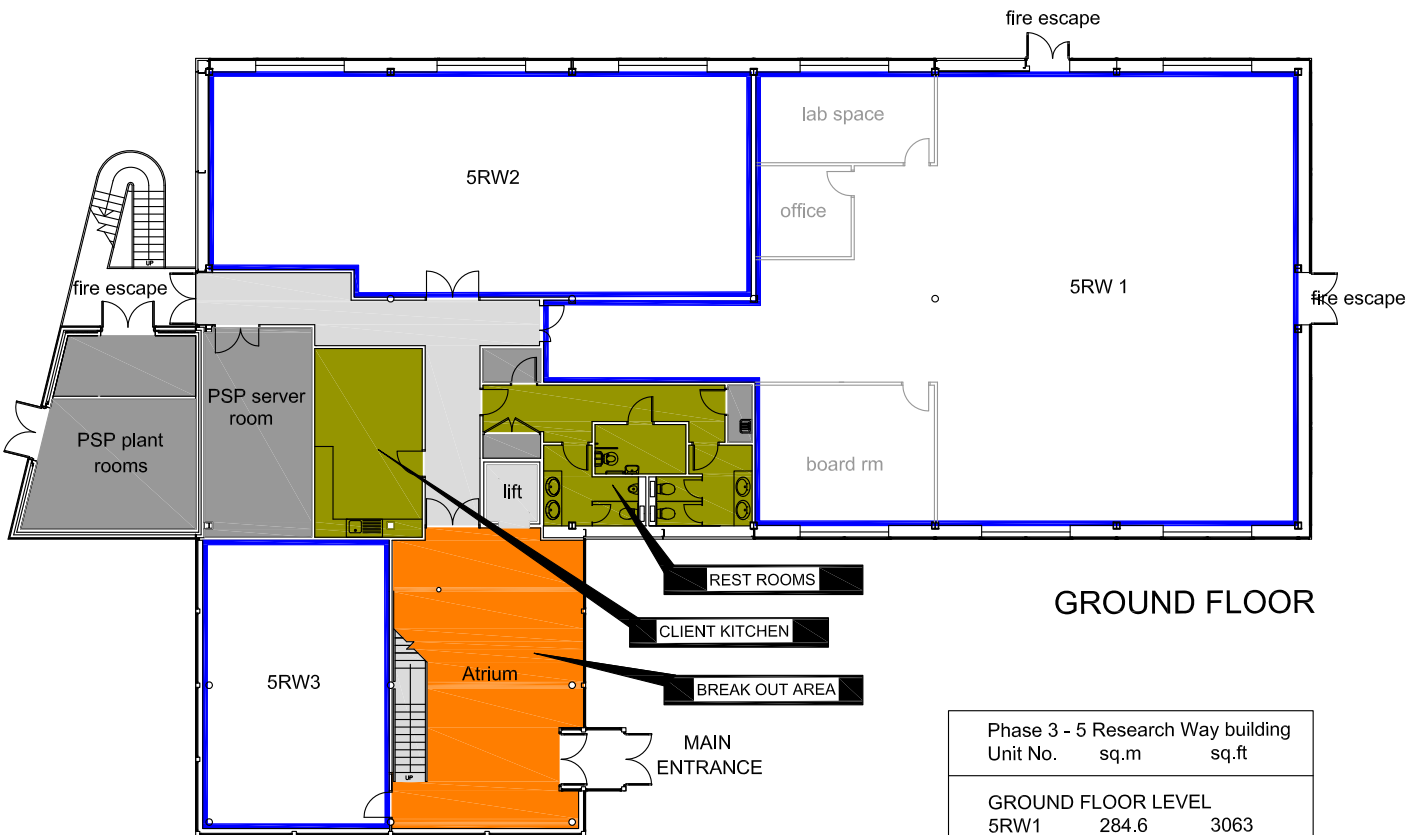 fire escape
lab space
5RW2
office
fire escape
5RW 1
fire escape
UP
PSP server
room
PSP plant
rooms
board rm
lift
REST ROOMS
GROUND FLOOR
CLIENT KITCHEN
5RW3
Atrium
BREAK OUT AREA
MAIN
ENTRANCE
UP
Phase 3 - 5 Research Way building
Unit No. sq.m sq.ft
GROUND FLOOR LEVEL
5RW1 284.6 3063